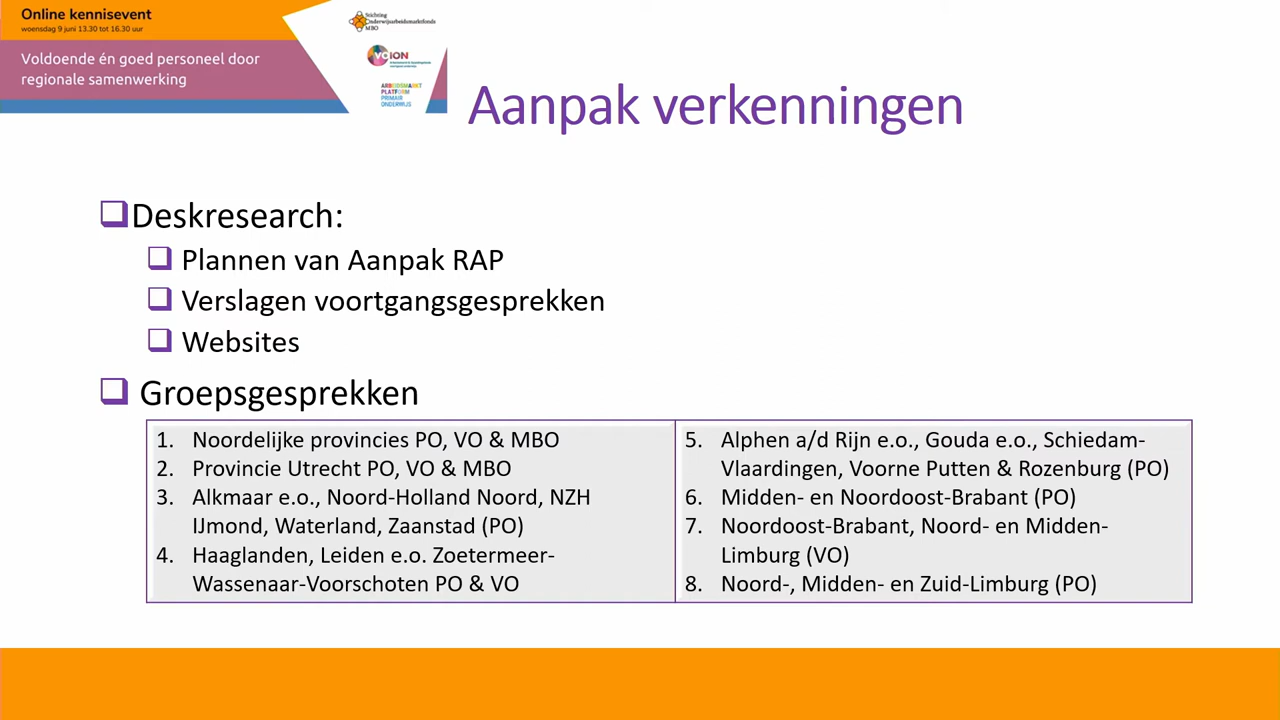 Online kennisevent
woensdag 9 juni 13.30 tot 16.30 uur
Voldoende én goed personeel door
regionale samenwerking
Stichting
Onderwijsarbeidsmarktfonds
MBO
VOION
ARBEIDSMARKT
PLATFORM
PRIMAIR
ONDERWIJS
Aanpak verkenningen
Deskresearch:
Plannen van Aanpak RAP
Verslagen voortgangsgesprekken
Websites
Groepsgesprekken
1. Noordelijke provincies PO, VO & MBO
2. Provincie Utrecht PO, VO & MBO
3. Alkmaar e.o., Noord-Holland Noord, NZH
IJmond, Waterland, Zaanstad (PO)
4. Haaglanden, Leiden e.o. Zoetermeer-
Wassenaar-Voorschoten PO & VO
5. Alphen a/d Rijn e.o., Gouda e.o., Schiedam-
Vlaardingen, Voorne Putten & Rozenburg (PO)
6. Midden- en Noordoost-Brabant (PO)
7. Noordoost-Brabant, Noord- en Midden-
Limburg (VO)
8. Noord-, Midden- en Zuid-Limburg (PO)